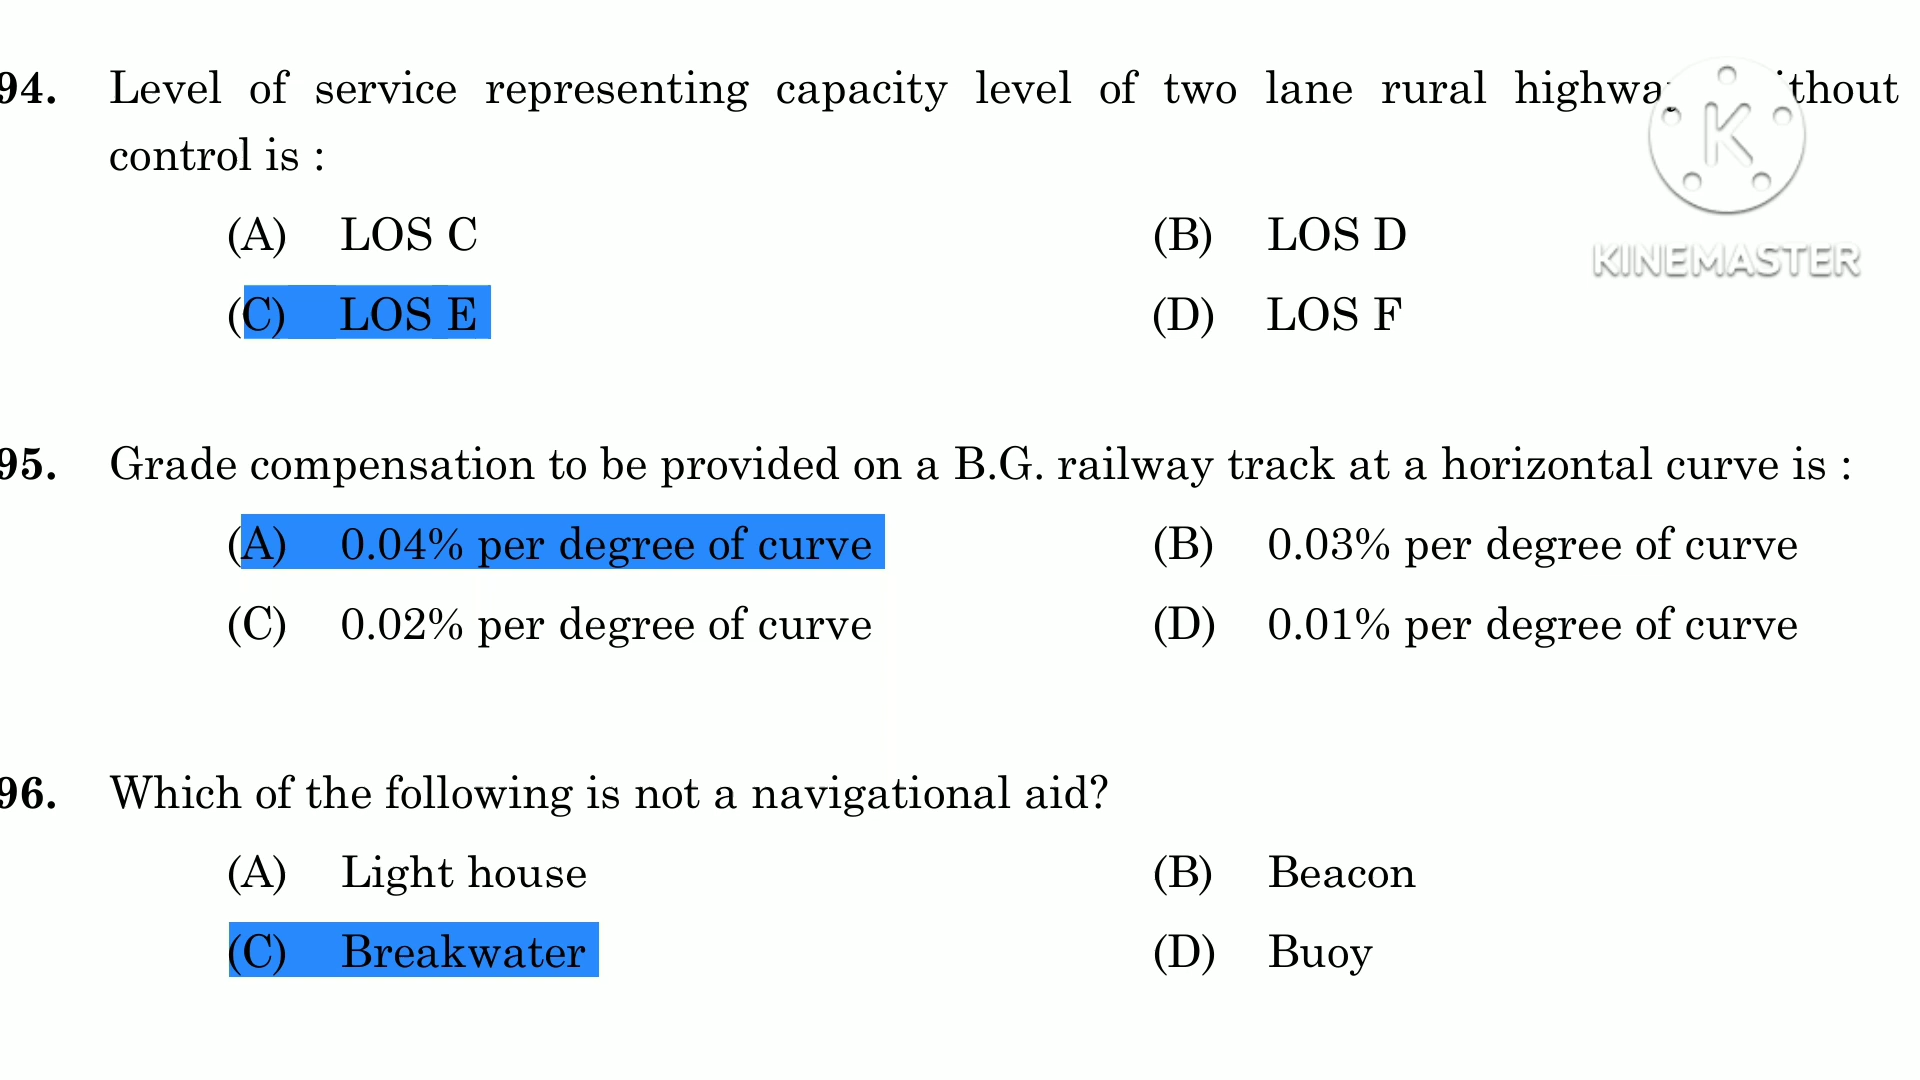 94. Level of service representing capacity level of two lane rural highway without
control is :
(A) LOS C (B) LOS D
(C) LOS E (D) LOS F
95. Grade compensation to be provided on a B.G. railway track at a horizontal curve is :
(A) 0.04% per degree of curve (B) 0.03% per degree of curve
(C) 0.02% per degree of curve (D) 0.01% per degree of curve
96. Which of the following is not a navigational aid?
(A) Light house (B) Beacon
(C) Breakwater (D) Buoy
K
KINEMASTER